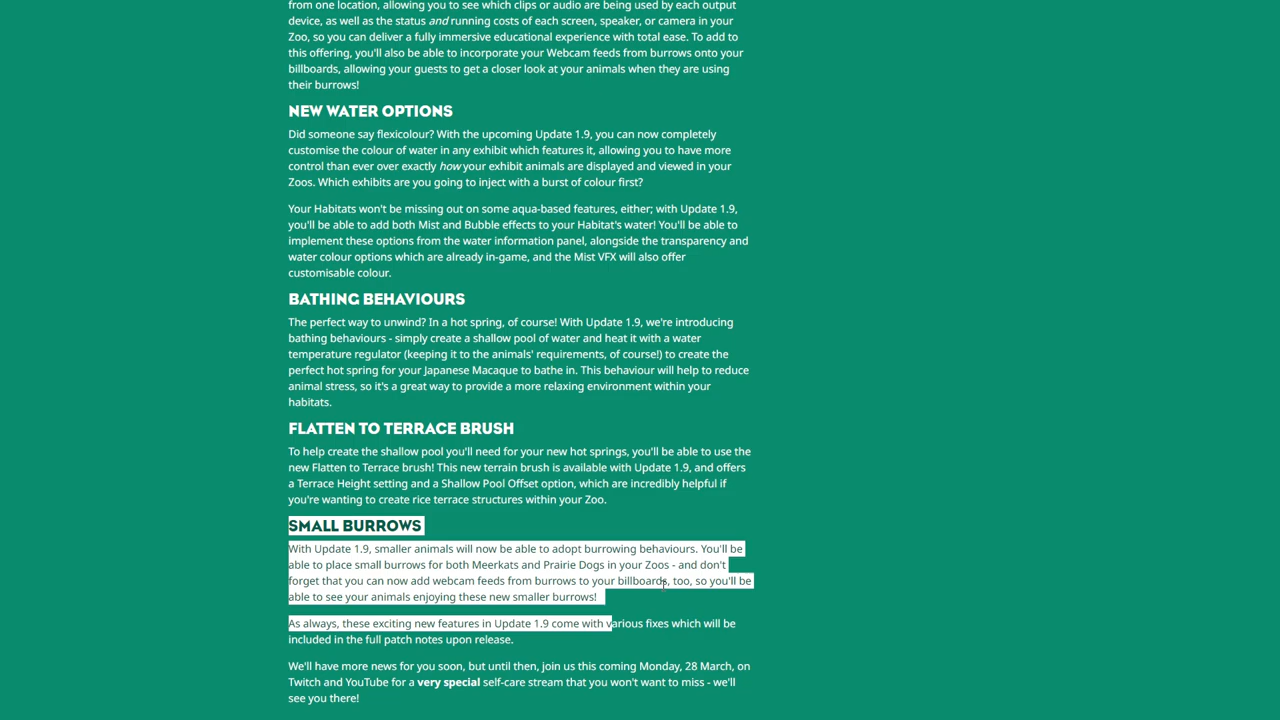 from one location, allowing you to see which clips or audio are being used by each output
device, as well as the status and running costs of each screen, speaker, or camera in your
Zoo, so you can deliver a fully immersive educational experience with total ease. To add to
this offering, you'll also be able to incorporate your Webcam feeds from burrows onto your
billboards, allowing your guests to get a closer look at your animals when they are using
their burrows!
NEW WATER OPTIONS
Did someone say flexicolour? With the upcoming Update 1.9, you can now completely
customise the colour of water in any exhibit which features it, allowing you to have more
control than ever over exactly how your exhibit animals are displayed and viewed in your
Zoos. Which exhibits are you going to inject with a burst of colour first?
Your Habitats won't be missing out on some aqua-based features, either; with Update 1.9,
you'll be able to add both Mist and Bubble effects to your Habitat's water! You'll be able to
implement these options from the water information panel, alongside the transparency and
water colour options which are already in-game, and the Mist VFX will also offer
customisable colour.
BATHING BEHAVIOURS
The perfect way to unwind? In a hot spring, of course! With Update 1.9, we're introducing
bathing behaviours - simply create a shallow pool of water and heat it with a water
temperature regulator (keeping it to the animals' requirements, of course!) to create the
perfect hot spring for your Japanese Macaque to bathe in. This behaviour will help to reduce
animal stress, so it's a great way to provide a more relaxing environment within your
habitats.
FLATTEN TO TERRACE BRUSH
To help create the shallow pool you'll need for your new hot springs, you'll be able to use the
new Flatten to Terrace brush! This new terrain brush is available with Update 1.9, and offers
a Terrace Height setting and a Shallow Pool Offset option, which are incredibly helpful if
you're wanting to create rice terrace structures within your Zoo.
SMALL BURROWS
With Update 1.9, smaller animals will now be able to adopt burrowing behaviours. You'll be
able to place small burrows for both Meerkats and Prairie Dogs in your Zoos - and don't
forget that you can now add webcam feeds from burrows to your billboards, too, so you'll be
able to see your animals enjoying these new smaller burrows!
As always, these exciting new features in Update 1.9 come with various fixes which will be
included in the full patch notes upon release.
We'll have more news for you soon, but until then, join us this coming Monday, 28 March, on
Twitch and YouTube for a very special self-care stream that you won't want to miss - we'll
see you there!